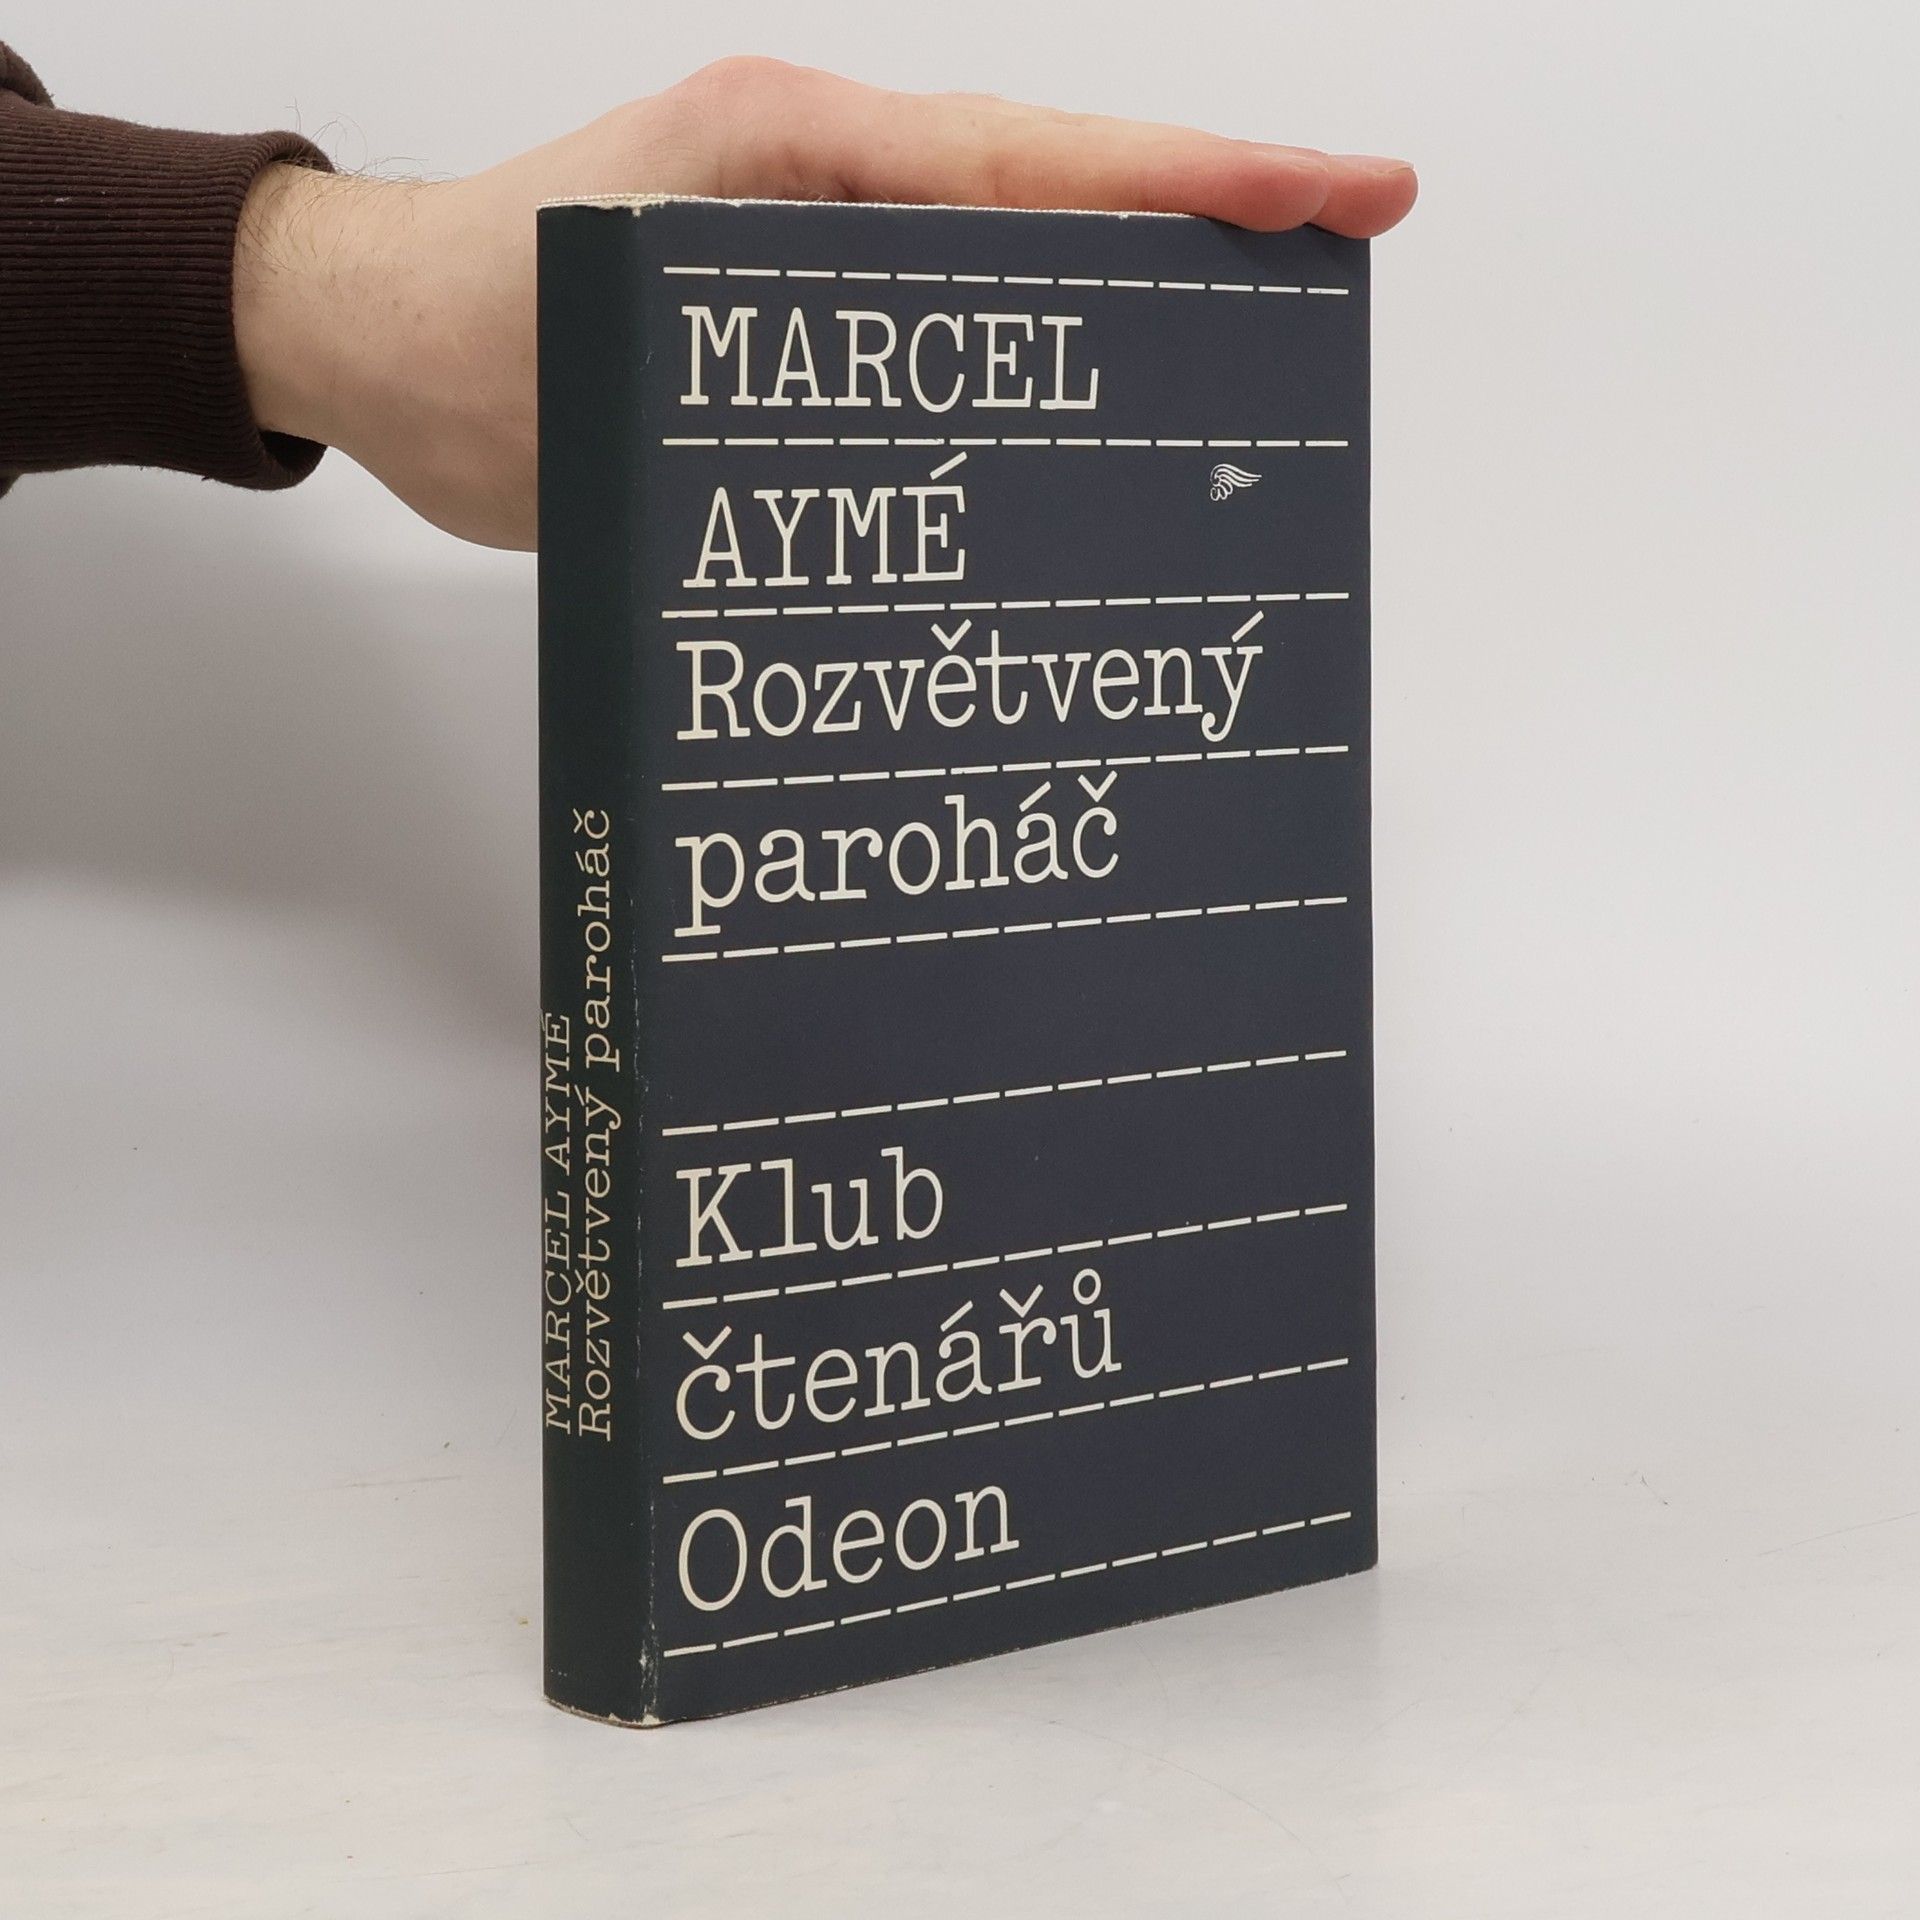 MARCEL
AYMÉ
Rozvětvený
paroháč
Klub
čtenářů
Odeon
MARCEL AYMÉ
Rozvětvený paroháč